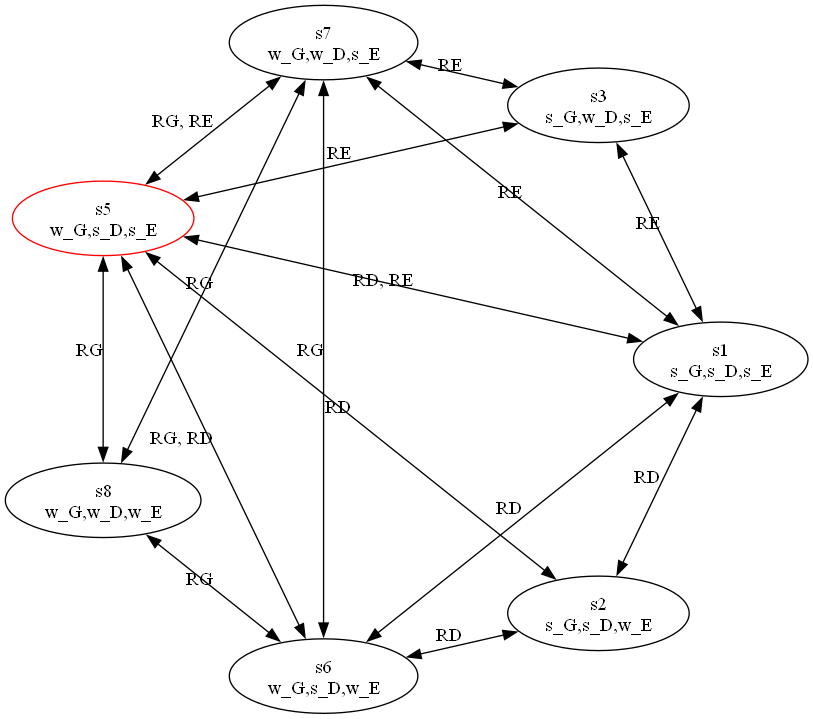 s7
w_G,w_D,s_E
RE
s3
s_G,w_D,s_E
RG, RE
RE
RE
s5
w_G,s_D,s_E
RE
RD, RE
RG
s1
s_G,s_D,s_E
RG
RG
RD
RG, RD
RD
s8
w_G,w_D,w_E
RD
RG
s2
s_G,s_D,w_E
RD
s6
w_G,s_D,w_E